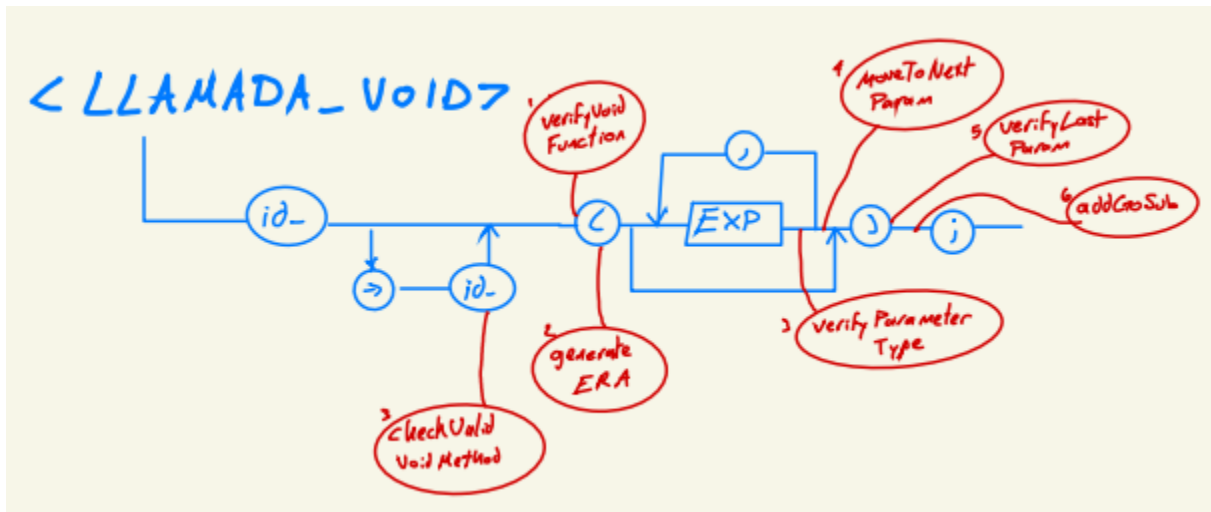 < LLAMADA_VOID>
1
verifyVoid
Function
4
MoveToNext
Param
5
verifyLast
Param
6
addGoSub
,
id_
(
EXP
)
;
→
id_
2
generate
ERA
3
verify Parameter
Type
3
checkValid
Void Method